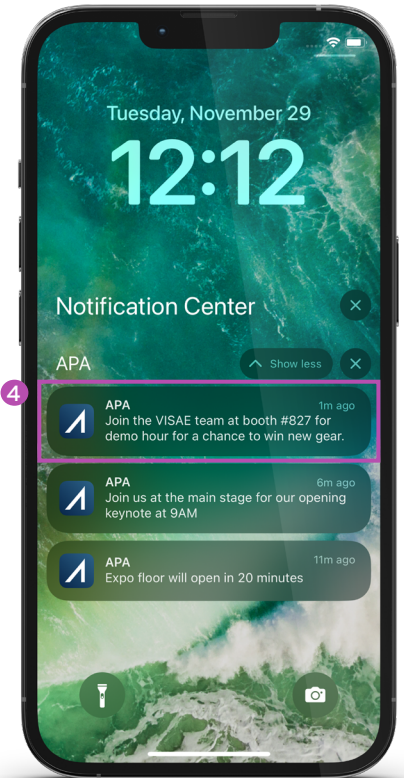 Tuesday, November 29
12:12
Notification Center
APA
Show less
4
APA
1m ago
Join the VISAE team at booth #827 for
demo hour for a chance to win new gear.
APA
6m ago
Join us at the main stage for our opening
keynote at 9AM
APA
11m ago
Expo floor will open in 20 minutes